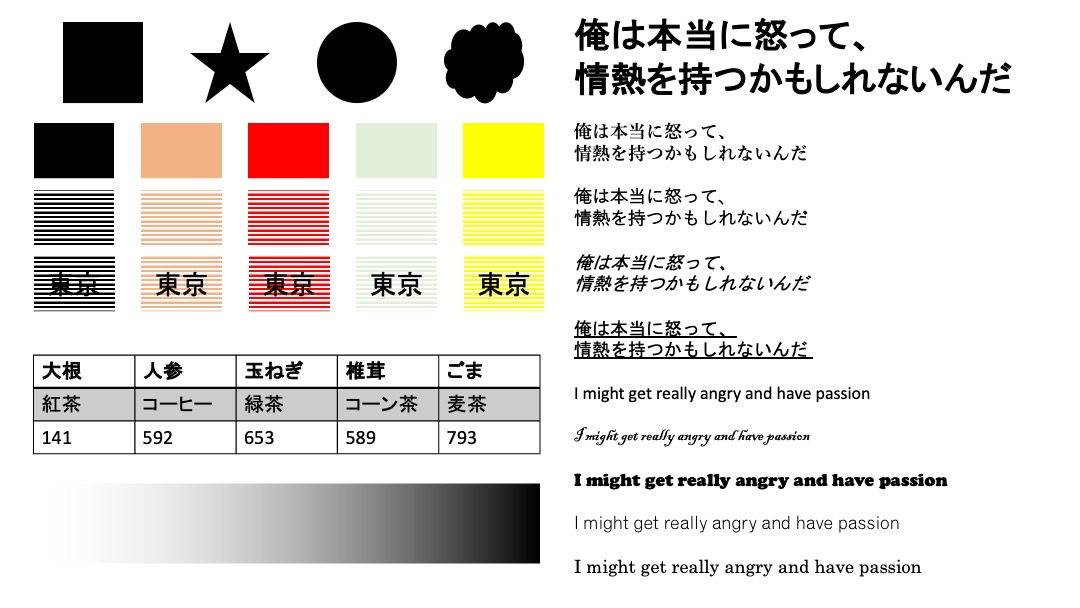 俺は本当に怒って、
情熱を持つかもしれないんだ
俺は本当に怒って、
情熱を持つかもしれないんだ
俺は本当に怒って、
情熱を持つかもしれないんだ
俺は本当に怒って、
情熱を持つかもしれないんだ
俺は本当に怒って、
情熱を持つかもしれないんだ
I might get really angry and have passion
I might get really angry and have passion
I might get really angry and have passion
I might get really angry and have passion
I might get really angry and have passion
東京 東京 東京 東京 東京
大根 人参 玉ねぎ 椎茸 ごま
紅茶 コーヒー 緑茶 コーン茶 麦茶
141 592 653 589 793